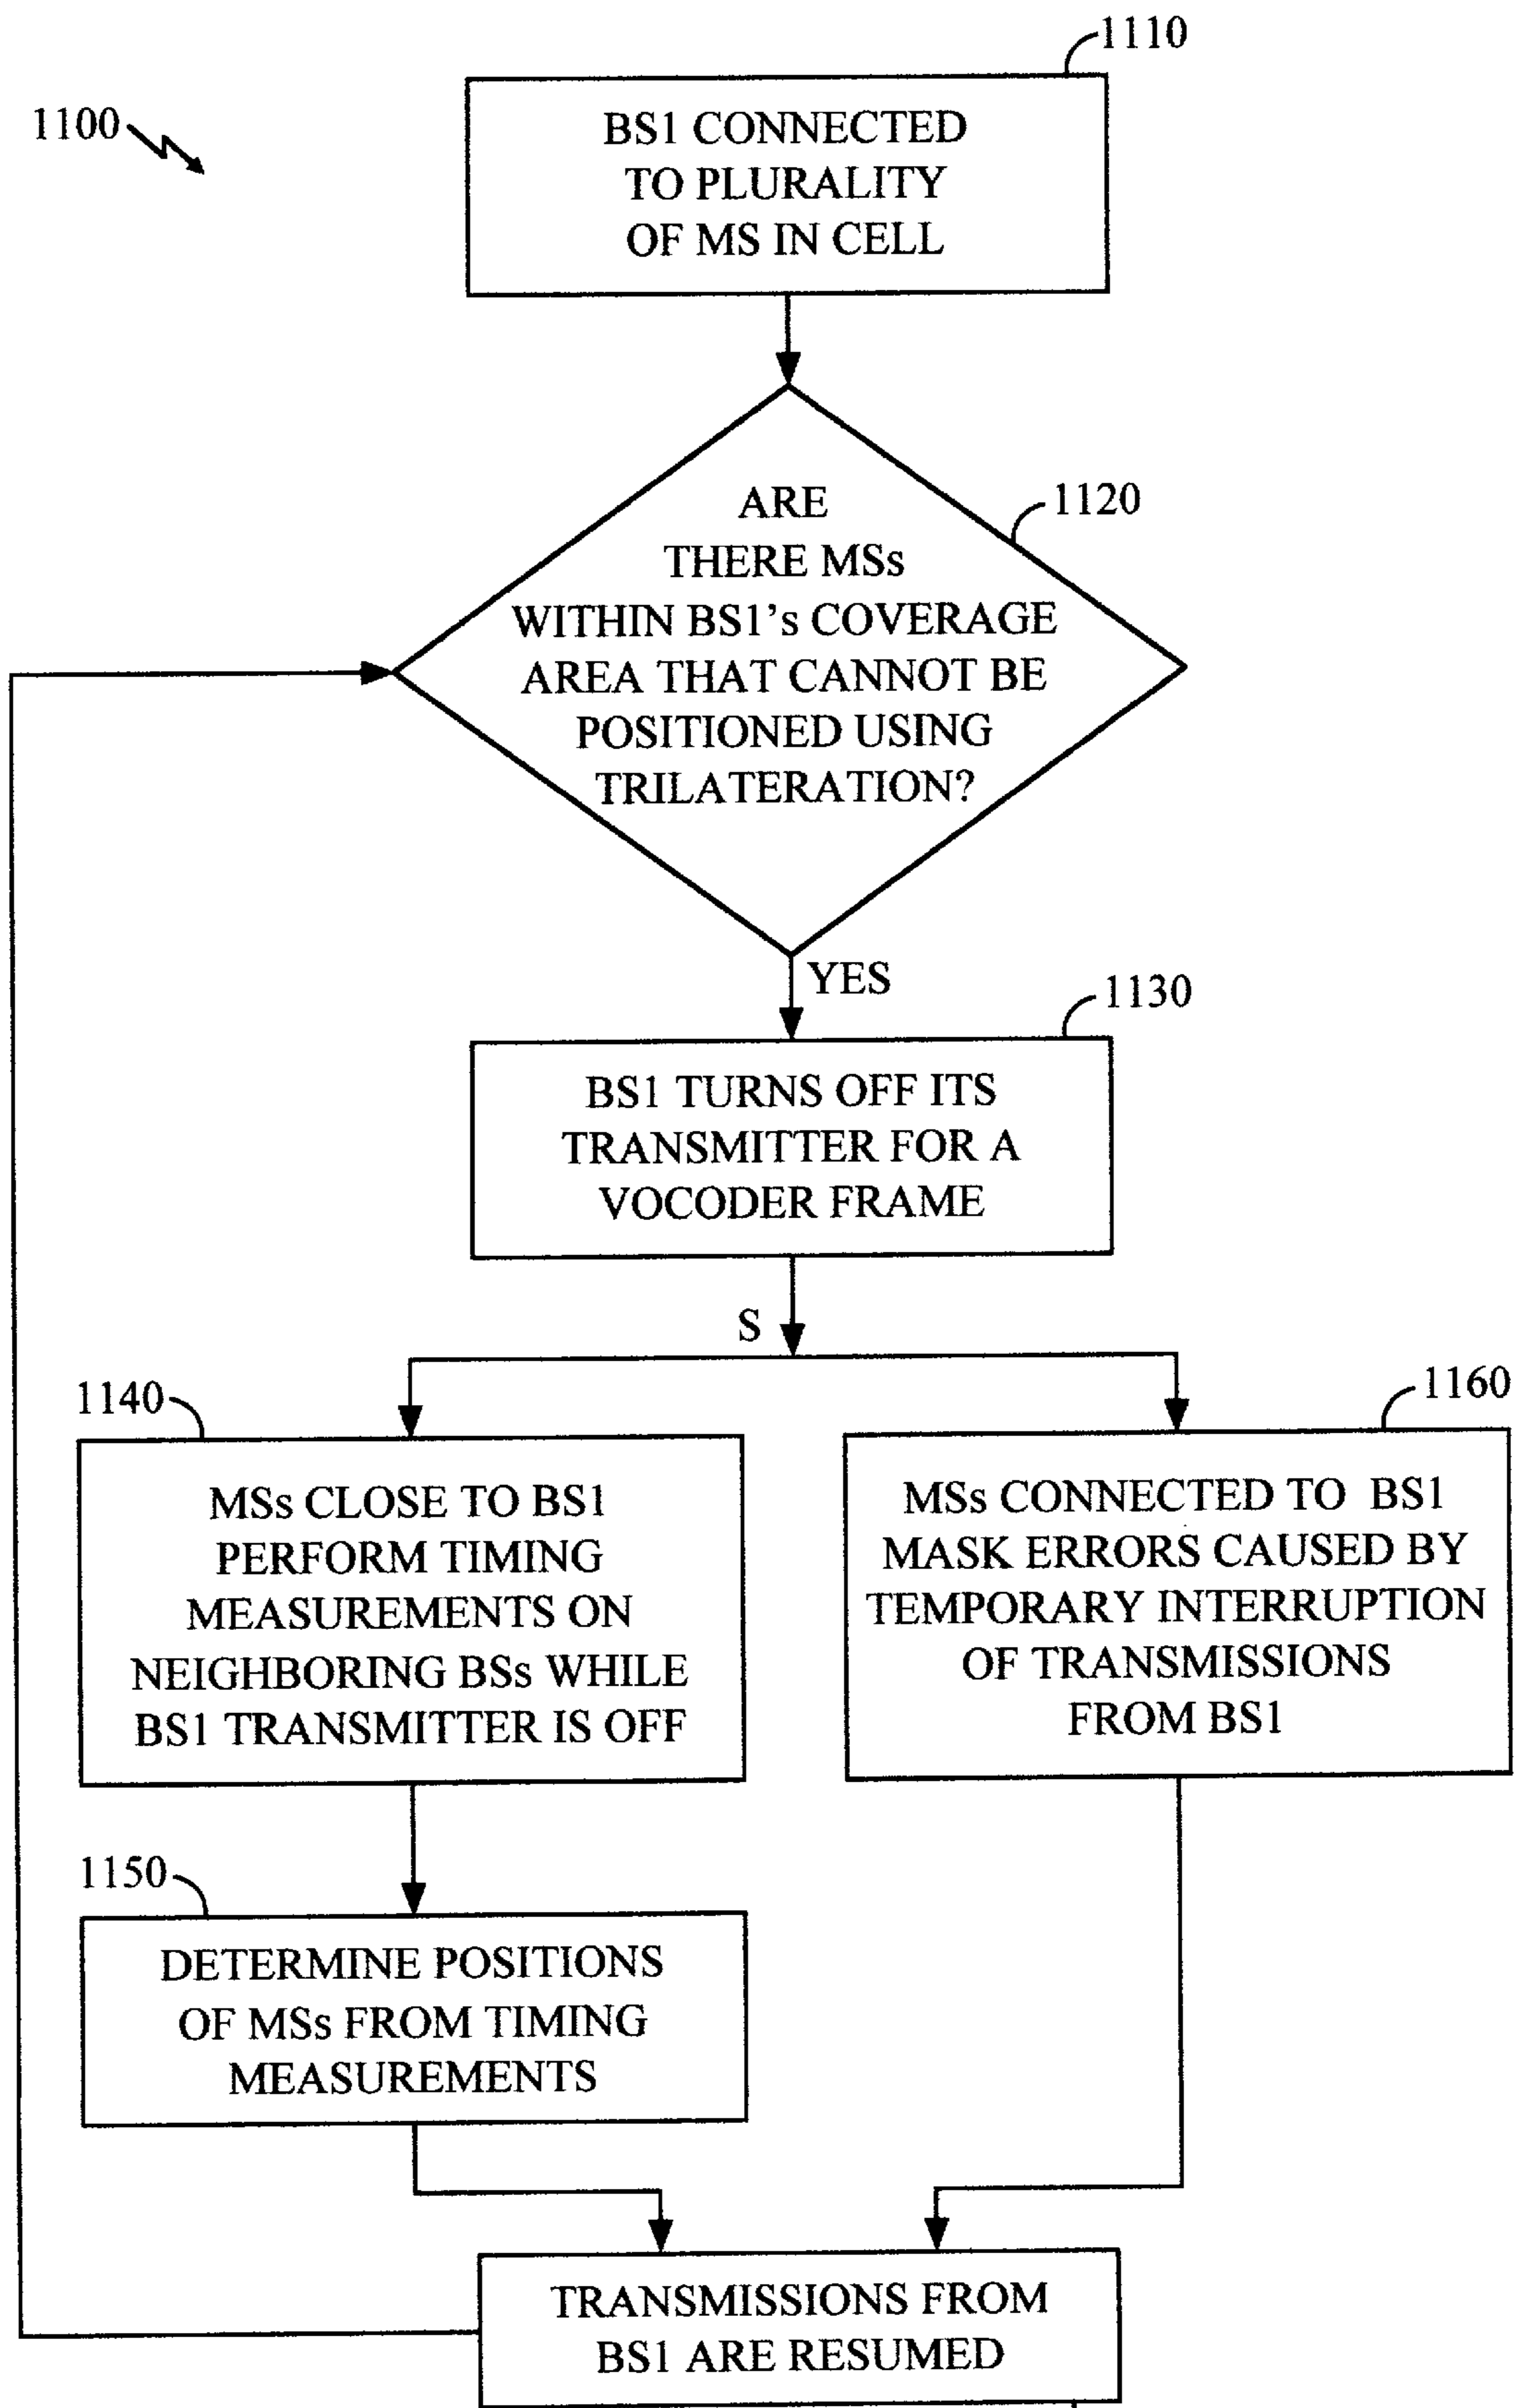 1110
1100
BS1 CONNECTED
TO PLURALITY
OF MS IN CELL
1120
ARE
THERE MSs
WITHIN BS1's COVERAGE
AREA THAT CANNOT BE
POSITIONED USING
TRILATERATION?
YES
1130
BS1 TURNS OFF ITS
TRANSMITTER FOR A
VOCODER FRAME
S
1140
1160
MSs CLOSE TO BS1
PERFORM TIMING
MEASUREMENTS ON
NEIGHBORING BSs WHILE
BS1 TRANSMITTER IS OFF
MSs CONNECTED TO BS1
MASK ERRORS CAUSED BY
TEMPORARY INTERRUPTION
OF TRANSMISSIONS
FROM BS1
1150
DETERMINE POSITIONS
OF MSs FROM TIMING
MEASUREMENTS
TRANSMISSIONS FROM
BS1 ARE RESUMED